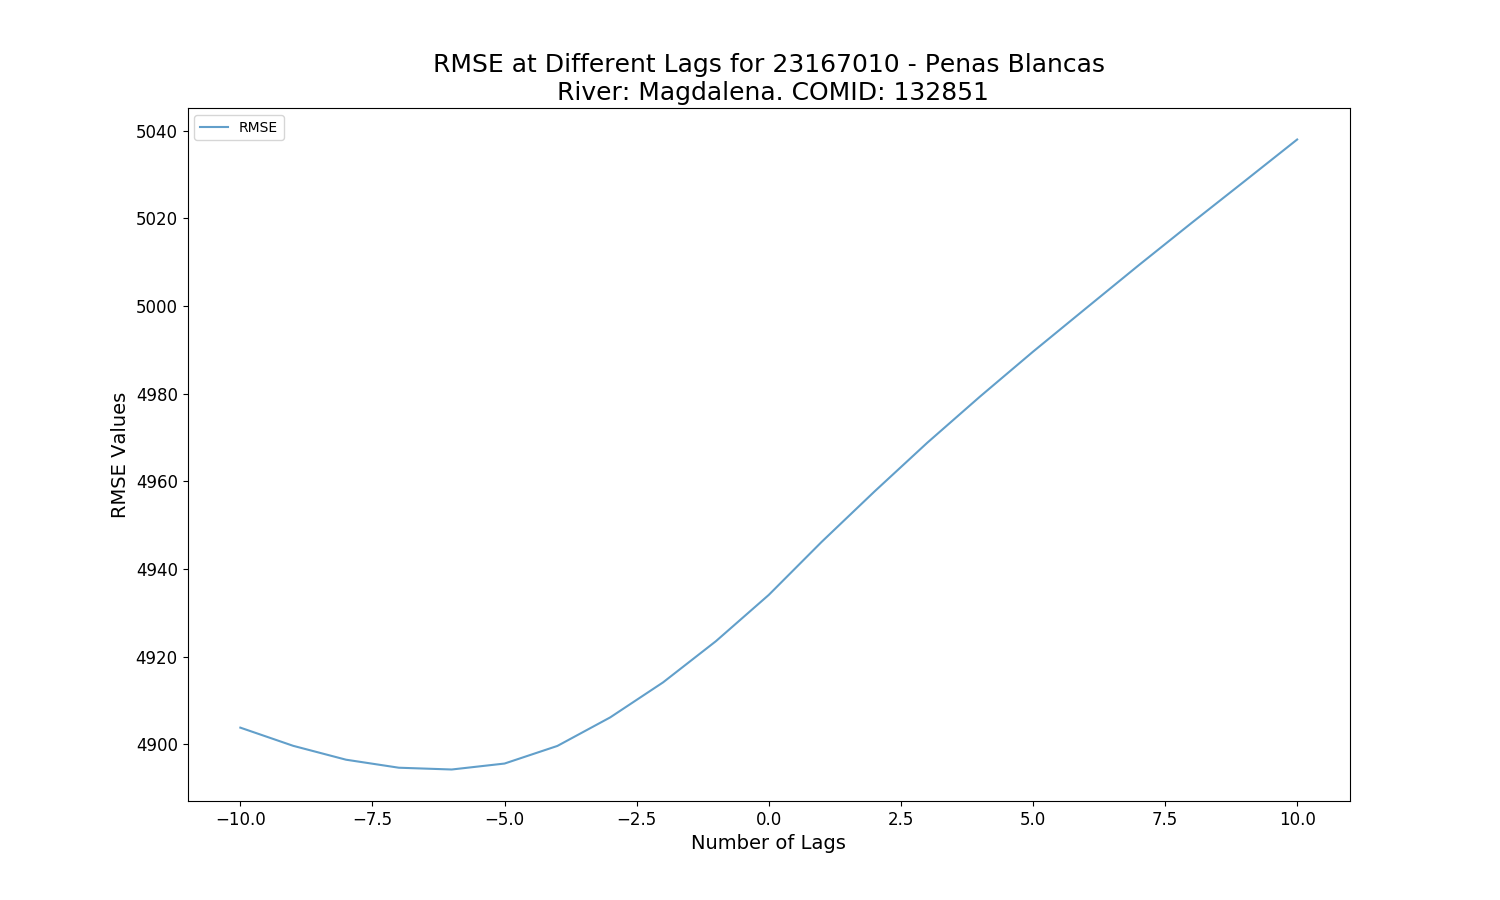 RMSE at Different Lags for 23167010 - Penas Blancas
River: Magdalena. COMID: 132851
RMSE
5040
5020
5000
4980
4960
4940
4920
4900
RMSE Values
−10.0 −7.5 −5.0 −2.5 0.0 2.5 5.0 7.5 10.0
Number of Lags